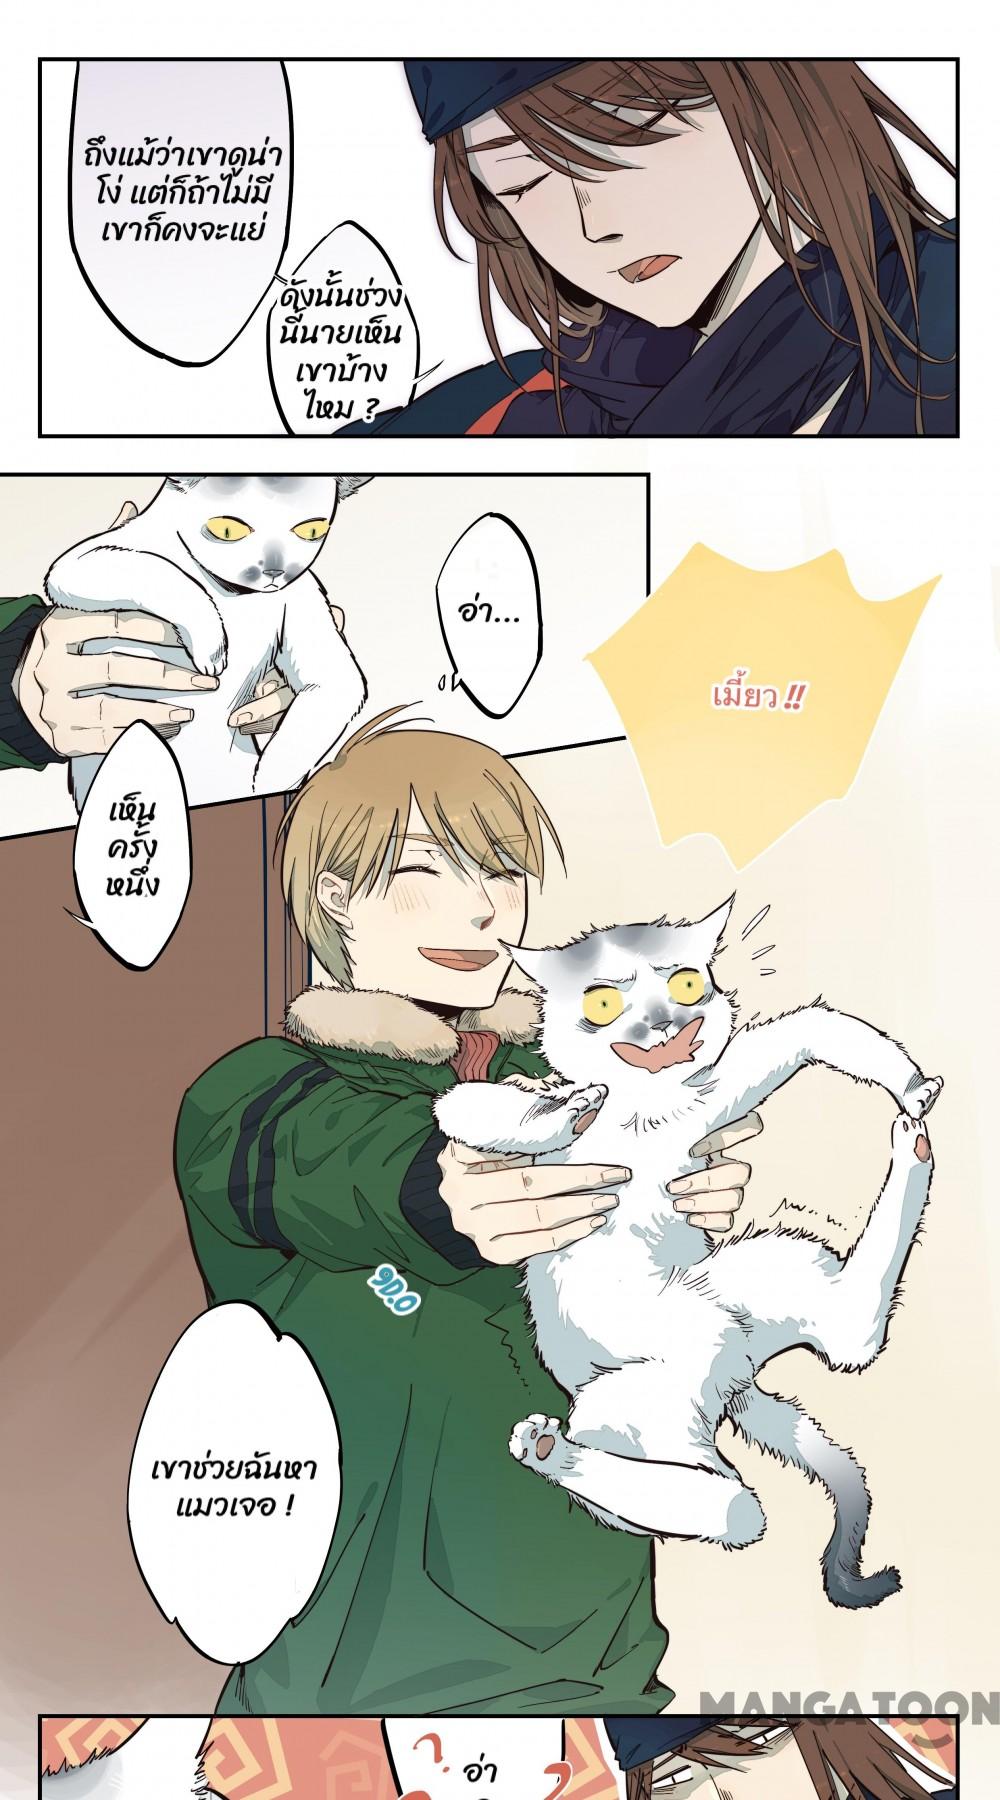 ถึงแม้ว่าเขาดูน่า
โง่ แต่ก็ถ้าไม่มี
เขาก็คงจะแย่
ดังนั้นช่วง
นี้นายเห็น
เขาบ้าง
ไหม ?
อ่า...
เมี้ยว !!
เห็น
ครั้ง
หนึ่ง
เขาช่วยฉันหา
แมวเจอ !
MANGATOON
อ่า